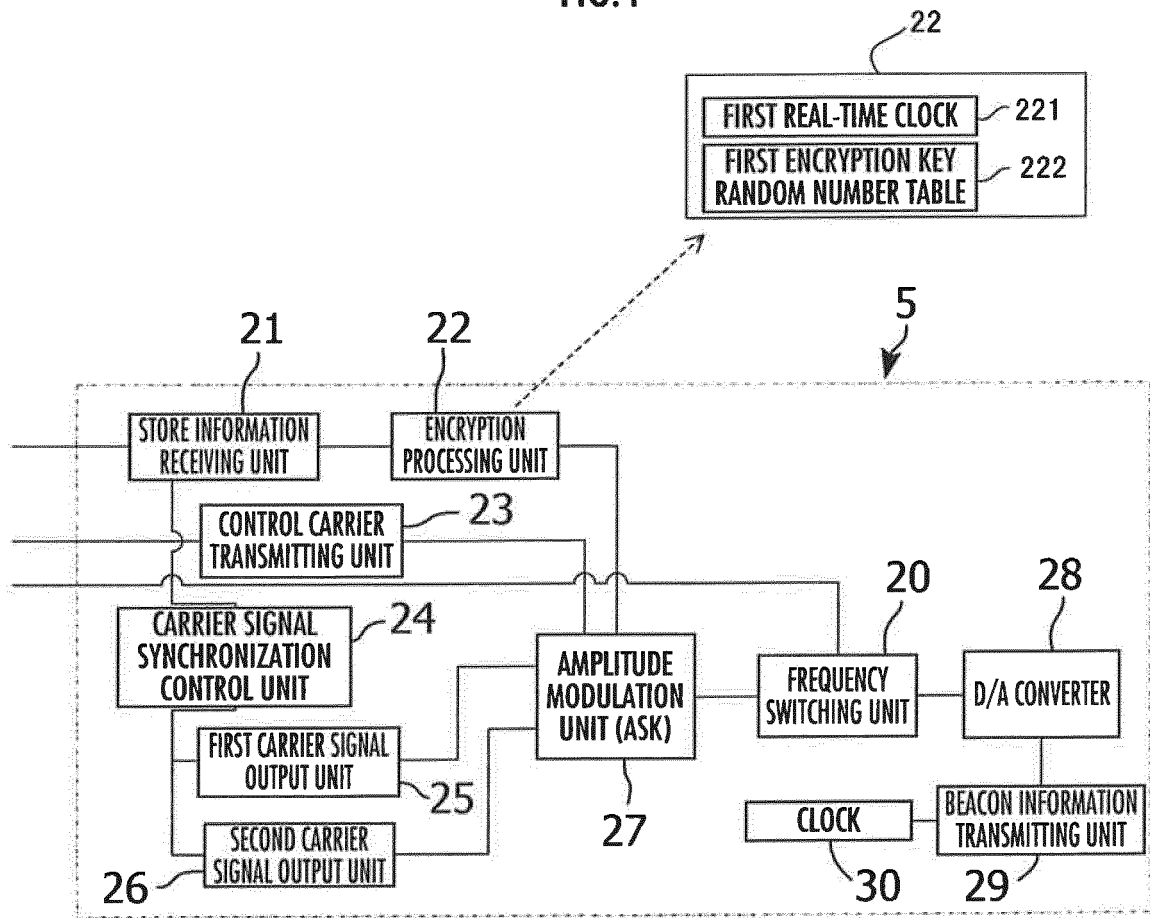 22
FIRST REAL-TIME CLOCK
221
FIRST ENCRYPTION KEY
RANDOM NUMBER TABLE
222
5
21
22
STORE INFORMATION
RECEIVING UNIT
ENCRYPTION
PROCESSING UNIT
CONTROL CARRIER
TRANSMITTING UNIT
23
20
28
CARRIER SIGNAL
SYNCHRONIZATION
CONTROL UNIT
24
AMPLITUDE
MODULATION
UNIT (ASK)
FREQUENCY
SWITCHING UNIT
D/A CONVERTER
FIRST CARRIER SIGNAL
OUTPUT UNIT
25
27
CLOCK
30
BEACON INFORMATION
TRANSMITTING UNIT
29
SECOND CARRIER
SIGNAL OUTPUT UNIT
26